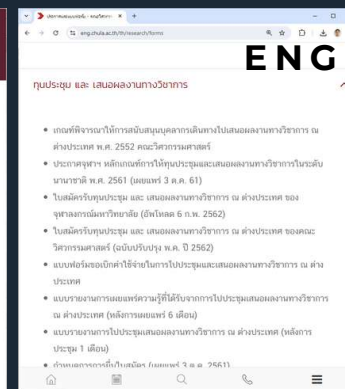 eng.chula.ac.th/th/research/forms
ENG
ทุนประชุม และ เสนอผลงานทางวิชาการ
เกณฑ์พิจารณาให้การสนับสนุนบุคลากรเดินทางไปเสนอผลงานทางวิชาการ ณ
ต่างประเทศ พ.ศ. 2552 คณะวิศวกรรมศาสตร์
ประกาศจุฬาฯ หลักเกณฑ์การให้ทุนประชุมและเสนอผลงานทางวิชาการในระดับ
นานาชาติ พ.ศ. 2561 (เผยแพร่ 3 ต.ค. 61)
ใบสมัครรับทุนประชุม และ เสนอผลงานทางวิชาการ ณ ต่างประเทศ ของ
จุฬาลงกรณ์มหาวิทยาลัย (อัพโหลด 6 ก.พ. 2562)
ใบสมัครรับทุนประชุม และ เสนอผลงานทางวิชาการ ณ ต่างประเทศ ของคณะ
วิศวกรรมศาสตร์ (ฉบับปรับปรุง พ.ค. ปี 2562)
แบบฟอร์มขอเบิกค่าใช้จ่ายในการไปประชุมและเสนอผลงานทางวิชาการ ณ ต่าง
ประเทศ
แบบรายงานการเผยแพร่ความรู้ที่ได้รับจากการไปประชุมเสนอผลงานทางวิชาการ
ณ ต่างประเทศ (หลังการเผยแพร่ 6 เดือน)
แบบรายงานการไปประชุมเสนอผลงานทางวิชาการ ณ ต่างประเทศ (หลังการ
ประชุม 1 เดือน)
กำหนดการการยื่นใบสมัคร (เผยแพร่ 3 ต.ค. 2561)